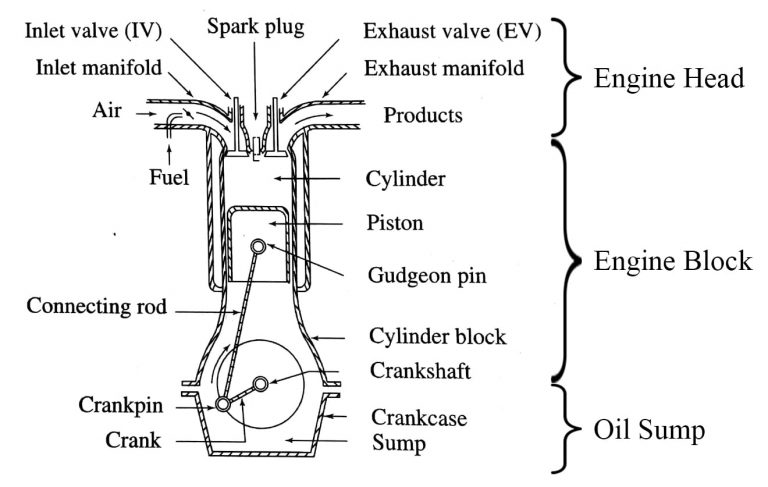 Inlet valve (IV)
Spark plug
Exhaust valve (EV)
Inlet manifold
Exhaust manifold
Engine Head
Air
Products
Fuel
Cylinder
Piston
Engine Block
Gudgeon pin
Connecting rod
Cylinder block
Crankshaft
Crankpin
Crankcase
Oil Sump
Crank
Sump